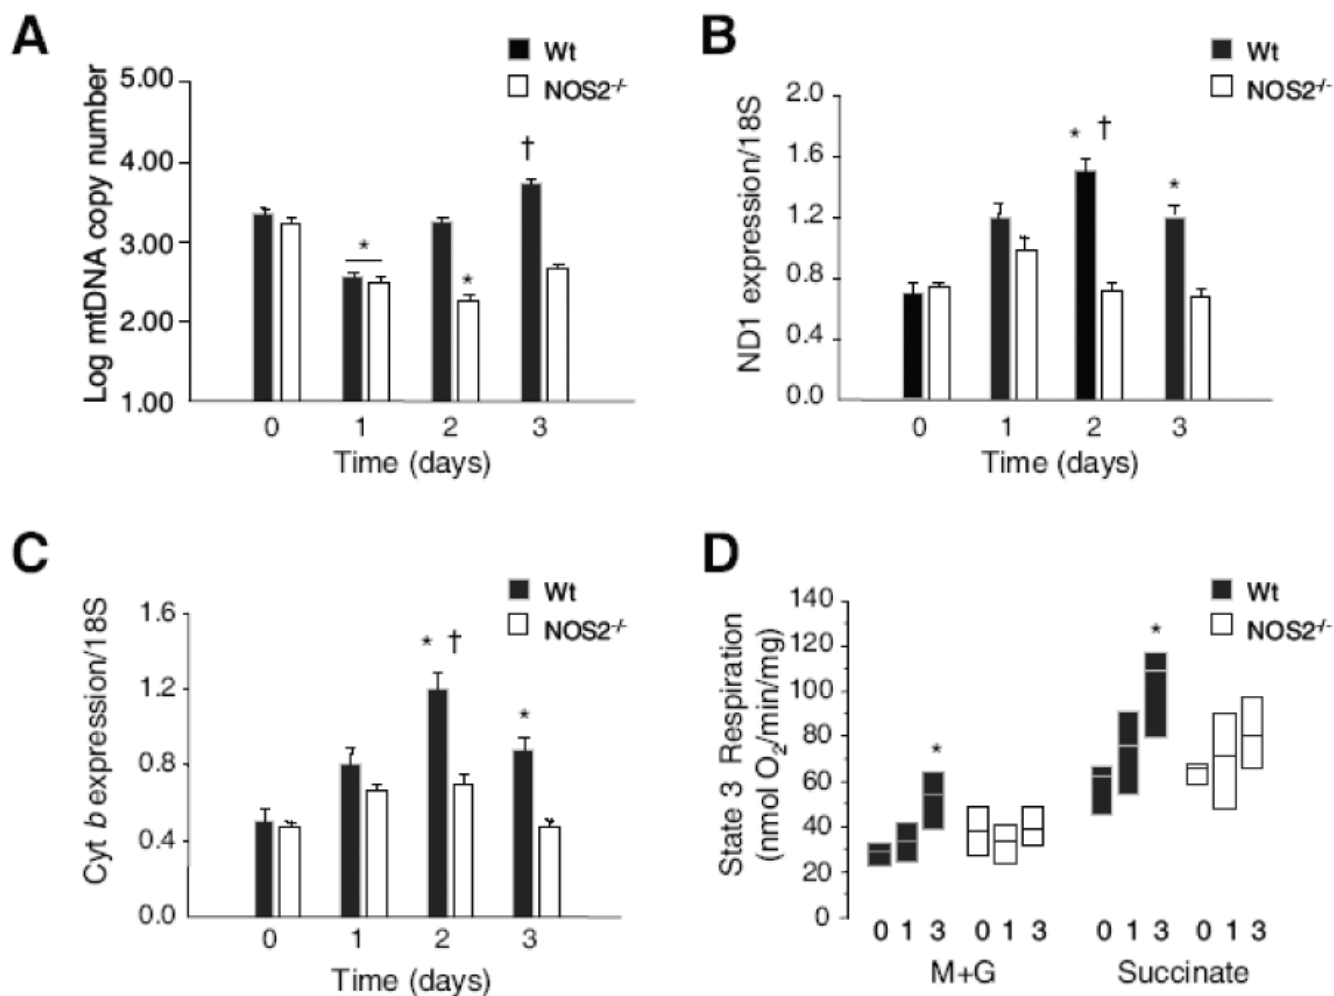 A
Wt
NOS2-/-
Log mtDNA copy number
5.00
4.00
3.00
2.00
1.00
*
*
†
0 1 2 3
Time (days)
B
Wt
NOS2-/-
ND1 expression/18S
2.0
1.6
1.2
0.8
0.4
0.0
* †
*
0 1 2 3
Time (days)
C
Wt
NOS2-/-
Cyt b expression/18S
1.6
1.2
0.8
0.4
0.0
* †
*
0 1 2 3
Time (days)
D
Wt
NOS2-/-
State 3 Respiration
(nmol O2/min/mg)
140
120
100
80
60
40
20
0
*
*
0 1 3 0 1 3 0 1 3 0 1 3
M+G Succinate